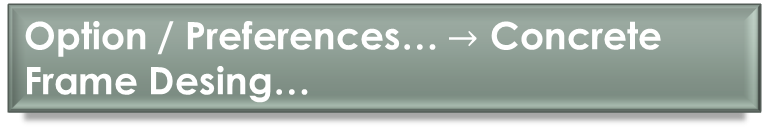 Option / Preferences… → Concrete
Frame Desing…